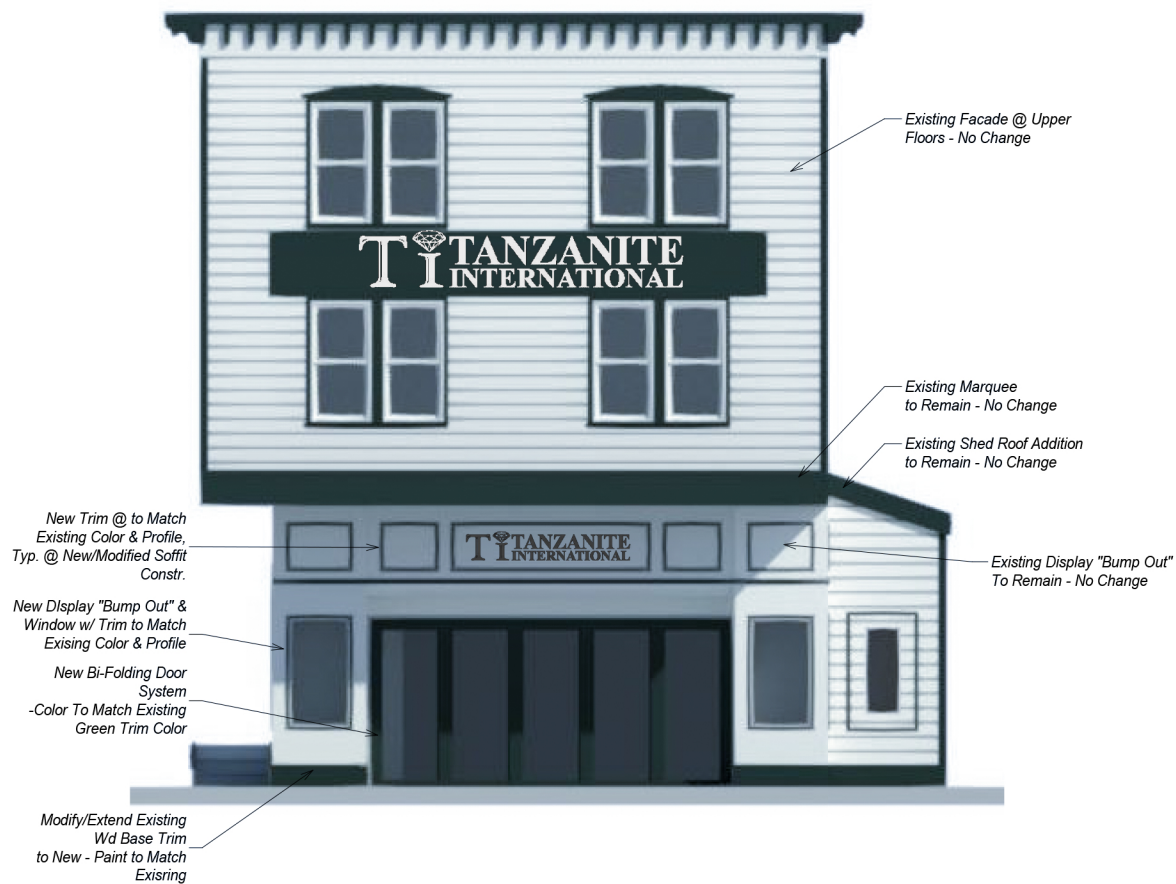 Existing Facade @ Upper
Floors - No Change
Ti TANZANITE
INTERNATIONAL
Existing Marquee
to Remain - No Change
Existing Shed Roof Addition
to Remain - No Change
New Trim @ to Match
Existing Color & Profile,
Typ. @ New/Modified Soffit
Constr.
Ti TANZANITE
INTERNATIONAL
Existing Display "Bump Out"
To Remain - No Change
New DIsplay "Bump Out" &
Window w/ Trim to Match
Exising Color & Profile
New Bi-Folding Door
System
-Color To Match Existing
Green Trim Color
Modify/Extend Existing
Wd Base Trim
to New - Paint to Match
Exisring